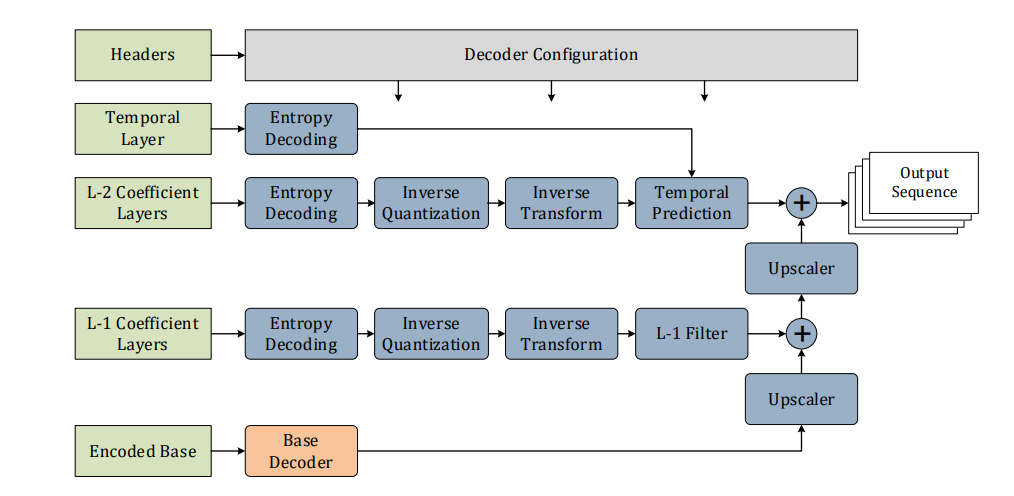 Headers
Decoder Configuration
Temporal
Layer
Entropy
Decoding
L-2 Coefficient
Layers
Entropy
Decoding
Inverse
Quantization
Inverse
Transform
Temporal
Prediction
+
Output
Sequence
Upscaler
L-1 Coefficient
Layers
Entropy
Decoding
Inverse
Quantization
Inverse
Transform
L-1 Filter
+
Upscaler
Encoded Base
Base
Decoder